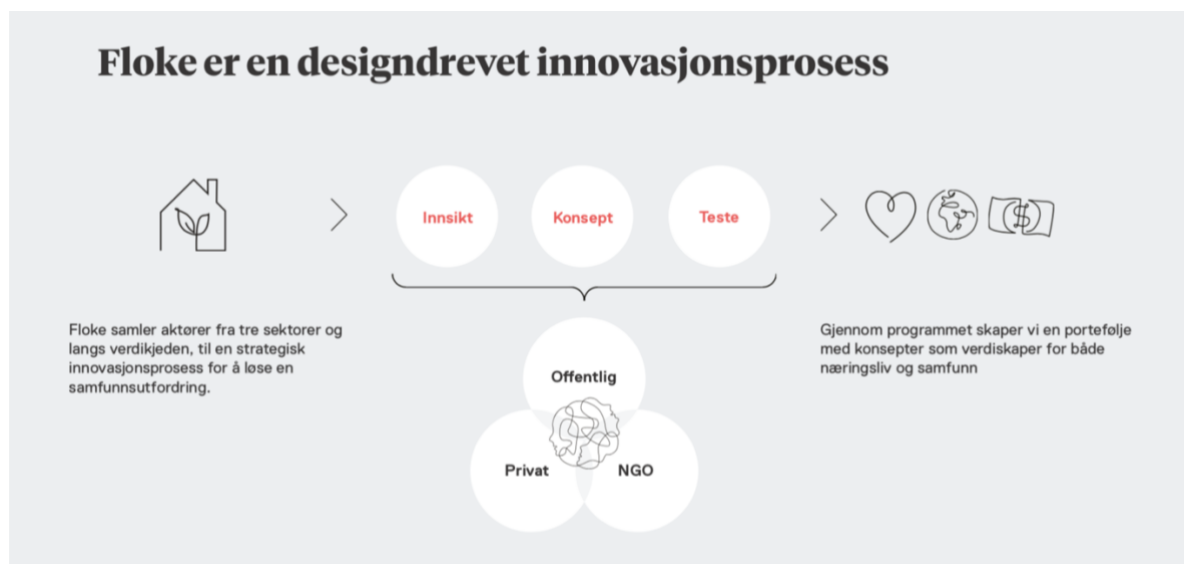 Floke er en designdrevet innovasjonsprosess
Innsikt
Konsept
Teste
$
Floke samler aktører fra tre sektorer og
langs verdikjeden, til en strategisk
innovasjonsprosess for å løse en
samfunnsutfordring.
Gjennom programmet skaper vi en portefølje
med konsepter som verdiskaper for både
næringsliv og samfunn
Offentlig
Privat
NGO